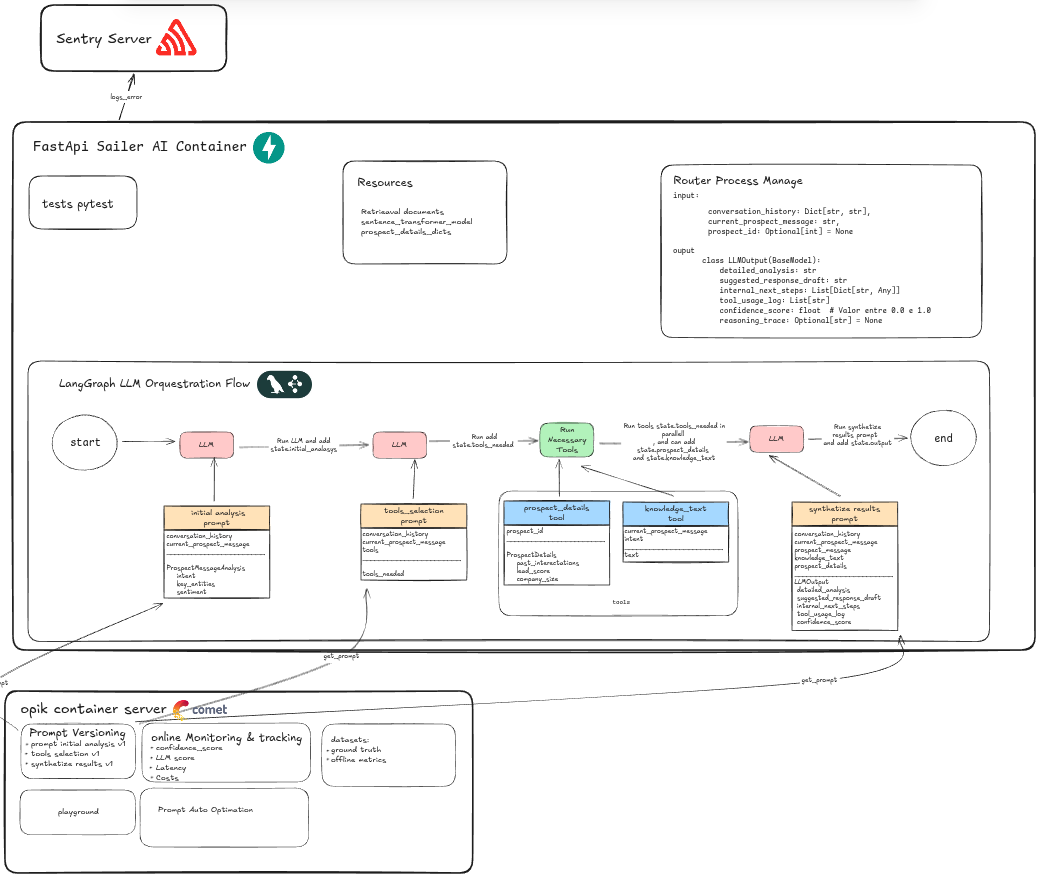 Sentry Server
logs_error
FastApi Sailer AI Container
tests pytest
Resources
Retrieaval documents
sentence_transformer_model
prospect_details_dicts
Router Process Manage
input:
conversation_history: Dict[str, str],
current_prospect_message: str,
prospect_id: Optional[int] = None
ouput
class LLMOutput(BaseModel):
detailed_analysis: str
suggested_response_draft: str
internal_next_steps: List[Dict[str, Any]]
tool_usage_log: List[str]
confidence_score: float  # Valor entre 0.0 e 1.0
reasoning_trace: Optional[str] = None
LangGraph LLM Orquestration Flow
start
LLM
Run LLM and add
state.initial_analasys
LLM
Run add
state.tools_needed
Run
Necessary
Tools
Run tools state.tools_needed in
parallell
, and can add
state.prospect_details
and state.knowledge_text
LLM
Run synthetize
results prompt
and add state.output
end
initial analysis
prompt
conversation_history
current_prospect_message
ProspectMessageAnalysis
intent
key_entities
sentiment
tools_selection
prompt
conversation_history
current_prospect_message
tools
tools_needed
prospect_details
tool
prospect_id
ProspectDetails
past_interactations
lead_score
company_size
knowledge_text
tool
current_prospect_message
intent
text
tools
synthetize results
prompt
conversation_history
current_prospect_message
prospect_message
knowledge_text
prospect_details
LLMOutput
detailed_analysis
suggested_response_draft
internal_next_steps
tool_usage_log
confidence_score
get_prompt
get_prompt
opik container server
comet
Prompt Versioning
+ prompt initial analysis v1
+ tools selection v1
+ synthetize results v1
online Monitoring & tracking
+ confidence_score
+ LLM score
+ Latency
+ Costs
datasets:
+ ground truth
+ offline metrics
playground
Prompt Auto Optimation